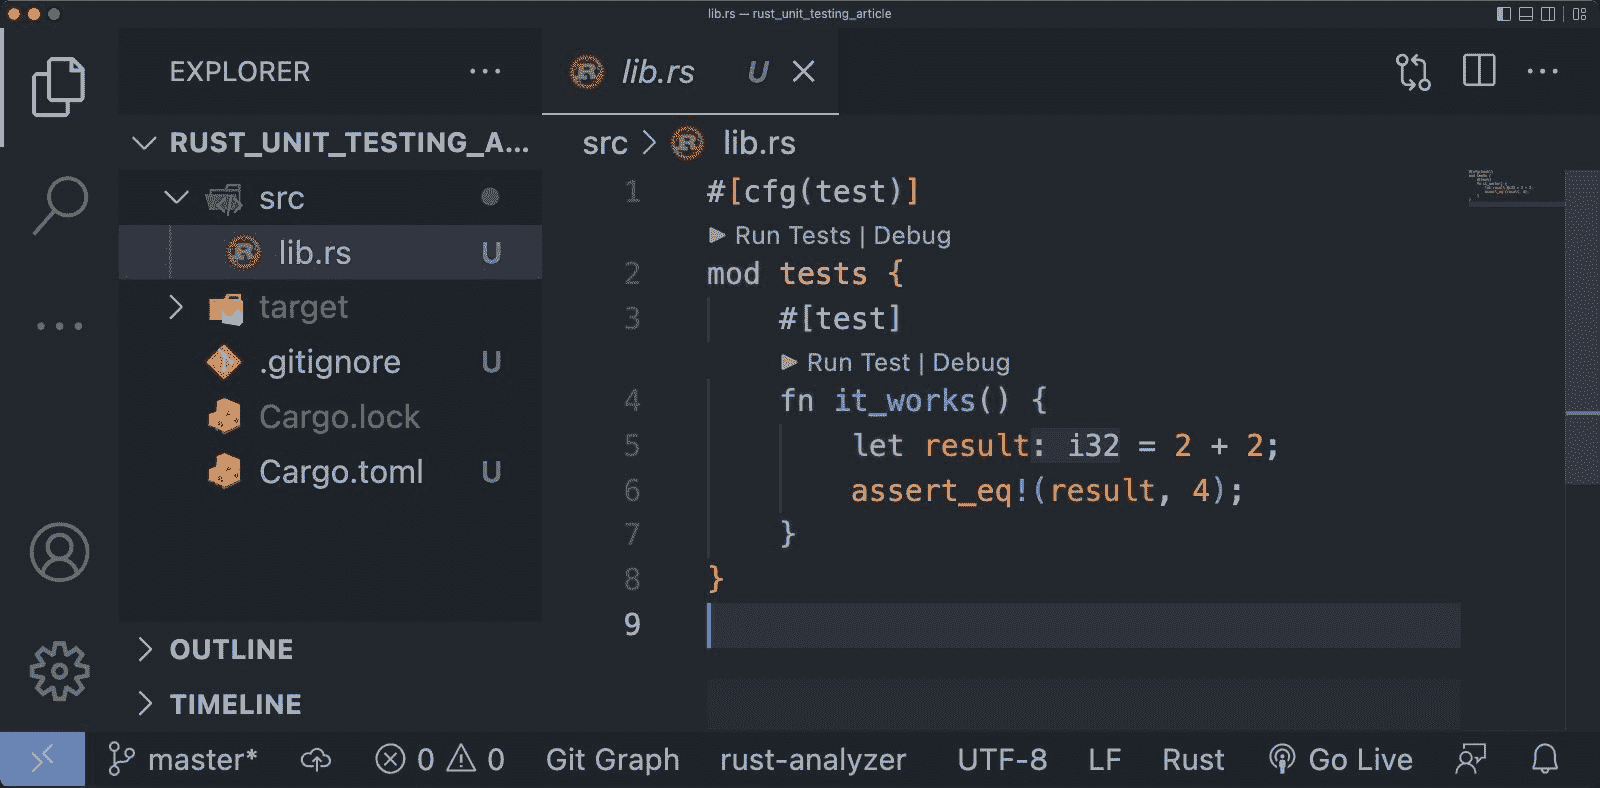 lib.rs — rust_unit_testing_article
EXPLORER
RUST_UNIT_TESTING_A...
src
lib.rs U
target
.gitignore U
Cargo.lock
Cargo.toml U
OUTLINE
TIMELINE
lib.rs U
src > lib.rs
1 #[cfg(test)]
Run Tests | Debug
2 mod tests {
3 #[test]
Run Test | Debug
4 fn it_works() {
5 let result: i32 = 2 + 2;
6 assert_eq!(result, 4);
7 }
8 }
9
master* 0 0 Git Graph rust-analyzer UTF-8 LF Rust Go Live